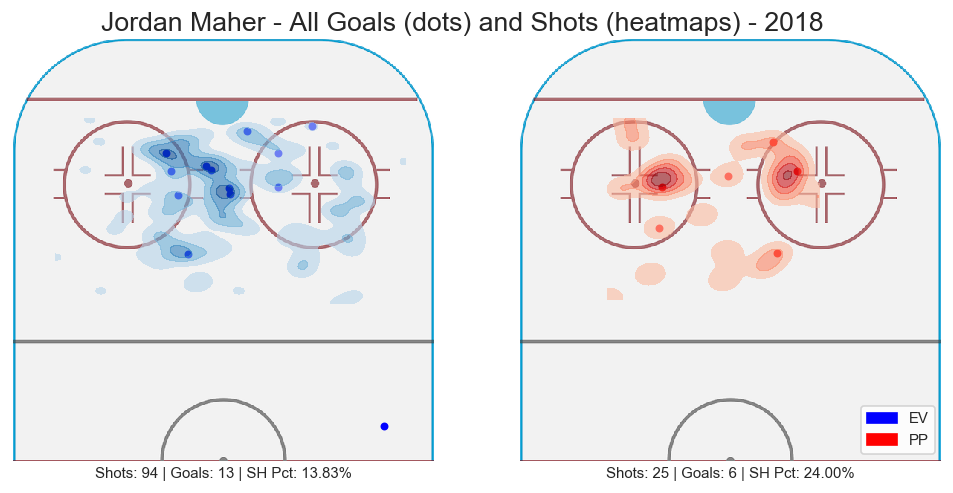 Jordan Maher - All Goals (dots) and Shots (heatmaps) - 2018
EV
PP
Shots: 94 | Goals: 13 | SH Pct: 13.83%
Shots: 25 | Goals: 6 | SH Pct: 24.00%